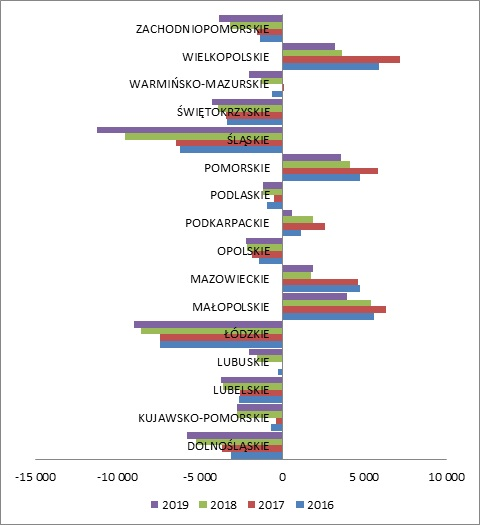 ZACHODNIOPOMORSKIE
WIELKOPOLSKIE
WARMIŃSKO-MAZURSKIE
ŚWIĘTOKRZYSKIE
ŚLĄSKIE
POMORSKIE
PODLASKIE
PODKARPACKIE
OPOLSKIE
MAZOWIECKIE
MAŁOPOLSKIE
ŁÓDZKIE
LUBUSKIE
LUBELSKIE
KUJAWSKO-POMORSKIE
DOLNOŚLĄSKIE
-15 000 -10 000 -5 000 0 5 000 10 000
2019 2018 2017 2016